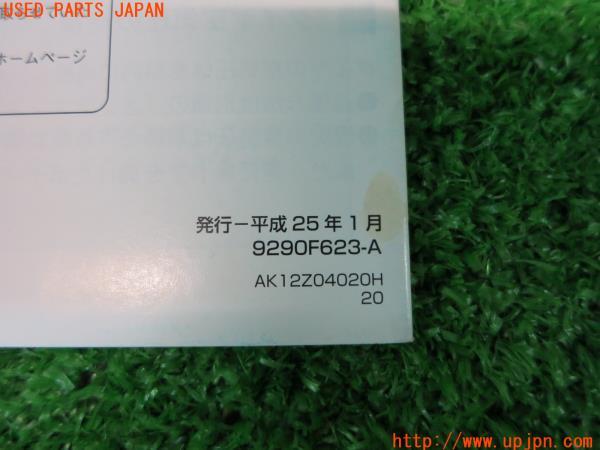 USED PARTS JAPAN
ホームページ
発行ー平成 25 年 1 月
9290F623-A
AK12Z04020H
20
http://www.upjpn.com/